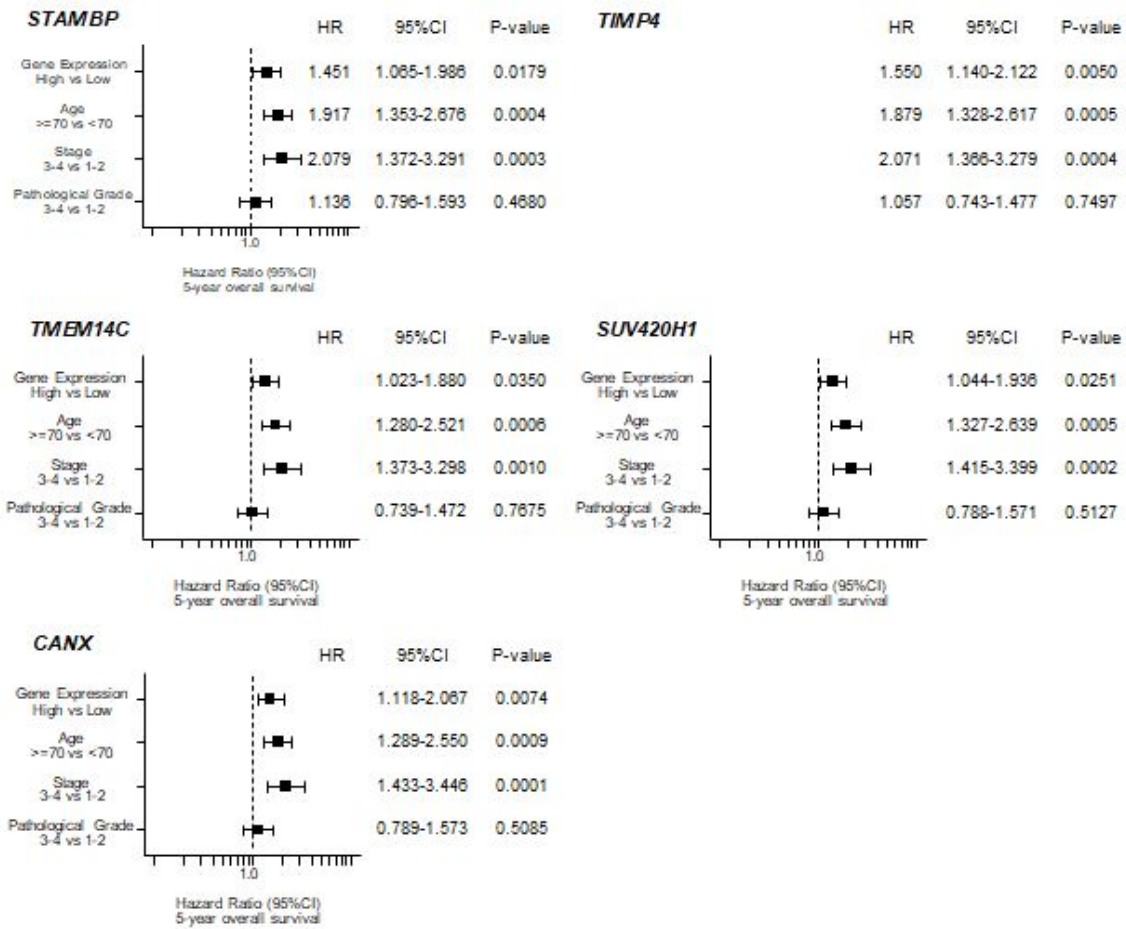 STAMBP HR 95%CI P-value
Gene Expression
High vs Low 1.451 1.065-1.986 0.0179
Age
>=70 vs <70 1.917 1.353-2.676 0.0004
Stage
3-4 vs 1-2 2.079 1.372-3.291 0.0003
Pathological Grade
3-4 vs 1-2 1.136 0.796-1.593 0.4680
1.0
Hazard Ratio (95%CI)
5-year overall survival
TIMP4 HR 95%CI P-value
1.550 1.140-2.122 0.0050
1.879 1.328-2.617 0.0005
2.071 1.366-3.279 0.0004
1.057 0.743-1.477 0.7497
TMEM14C HR 95%CI P-value
Gene Expression
High vs Low 1.023-1.880 0.0350
Age
>=70 vs <70 1.280-2.521 0.0006
Stage
3-4 vs 1-2 1.373-3.298 0.0010
Pathological Grade
3-4 vs 1-2 0.739-1.472 0.7675
1.0
Hazard Ratio (95%CI)
5-year overall survival
SUV420H1 HR 95%CI P-value
Gene Expression
High vs Low 1.044-1.936 0.0251
Age
>=70 vs <70 1.327-2.639 0.0005
Stage
3-4 vs 1-2 1.415-3.399 0.0002
Pathological Grade
3-4 vs 1-2 0.788-1.571 0.5127
1.0
Hazard Ratio (95%CI)
5-year overall survival
CANX HR 95%CI P-value
Gene Expression
High vs Low 1.118-2.067 0.0074
Age
>=70 vs <70 1.289-2.550 0.0009
Stage
3-4 vs 1-2 1.433-3.446 0.0001
Pathological Grade
3-4 vs 1-2 0.789-1.573 0.5085
1.0
Hazard Ratio (95%CI)
5-year overall survival